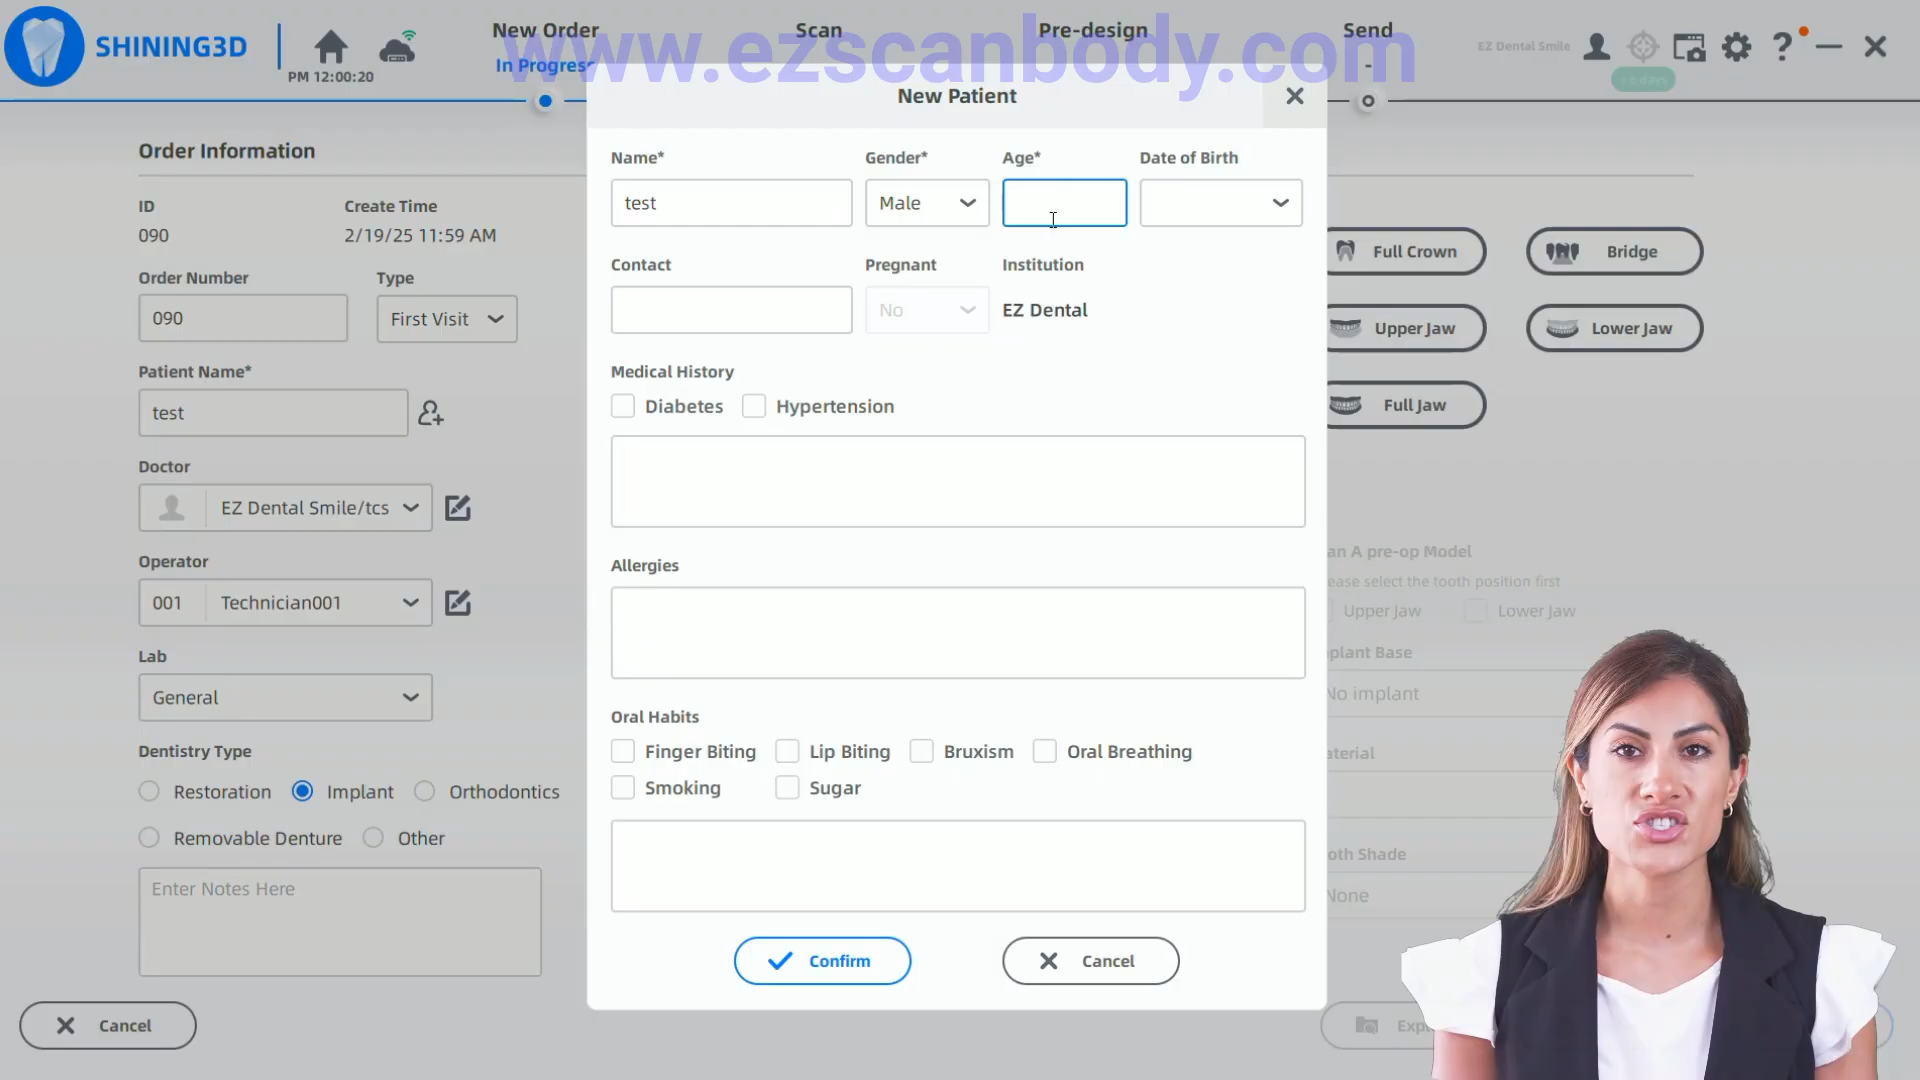 SHINING3D
PM 12:00:20
New Order
In Progress
Scan
Pre-design
Send
-
EZ Dental Smile
www.ezscanbody.com
New Patient
Order Information
ID
090
Create Time
2/19/25 11:59 AM
Order Number
090
Type
First Visit
Patient Name*
test
Doctor
EZ Dental Smile/tcs
Operator
001 Technician001
Lab
General
Dentistry Type
Restoration
Implant
Orthodontics
Removable Denture
Other
Enter Notes Here
Cancel
Name*
test
Gender*
Male
Age*
Date of Birth
Contact
Pregnant
No
Institution
EZ Dental
Medical History
Diabetes
Hypertension
Allergies
Oral Habits
Finger Biting
Lip Biting
Bruxism
Oral Breathing
Smoking
Sugar
Confirm
Cancel
Full Crown
Bridge
Upper Jaw
Lower Jaw
Full Jaw
an A pre-op Model
ease select the tooth position first
Upper Jaw
Lower Jaw
plant Base
No implant
aterial
oth Shade
None
Exp